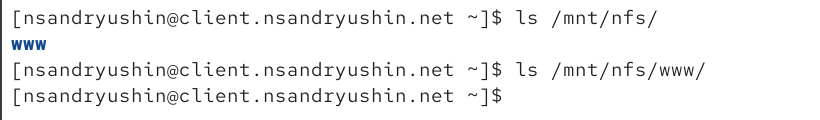 [nsandryushin@client.nsandryushin.net ~]$ ls /mnt/nfs/
www
[nsandryushin@client.nsandryushin.net ~]$ ls /mnt/nfs/www/
[nsandryushin@client.nsandryushin.net ~]$